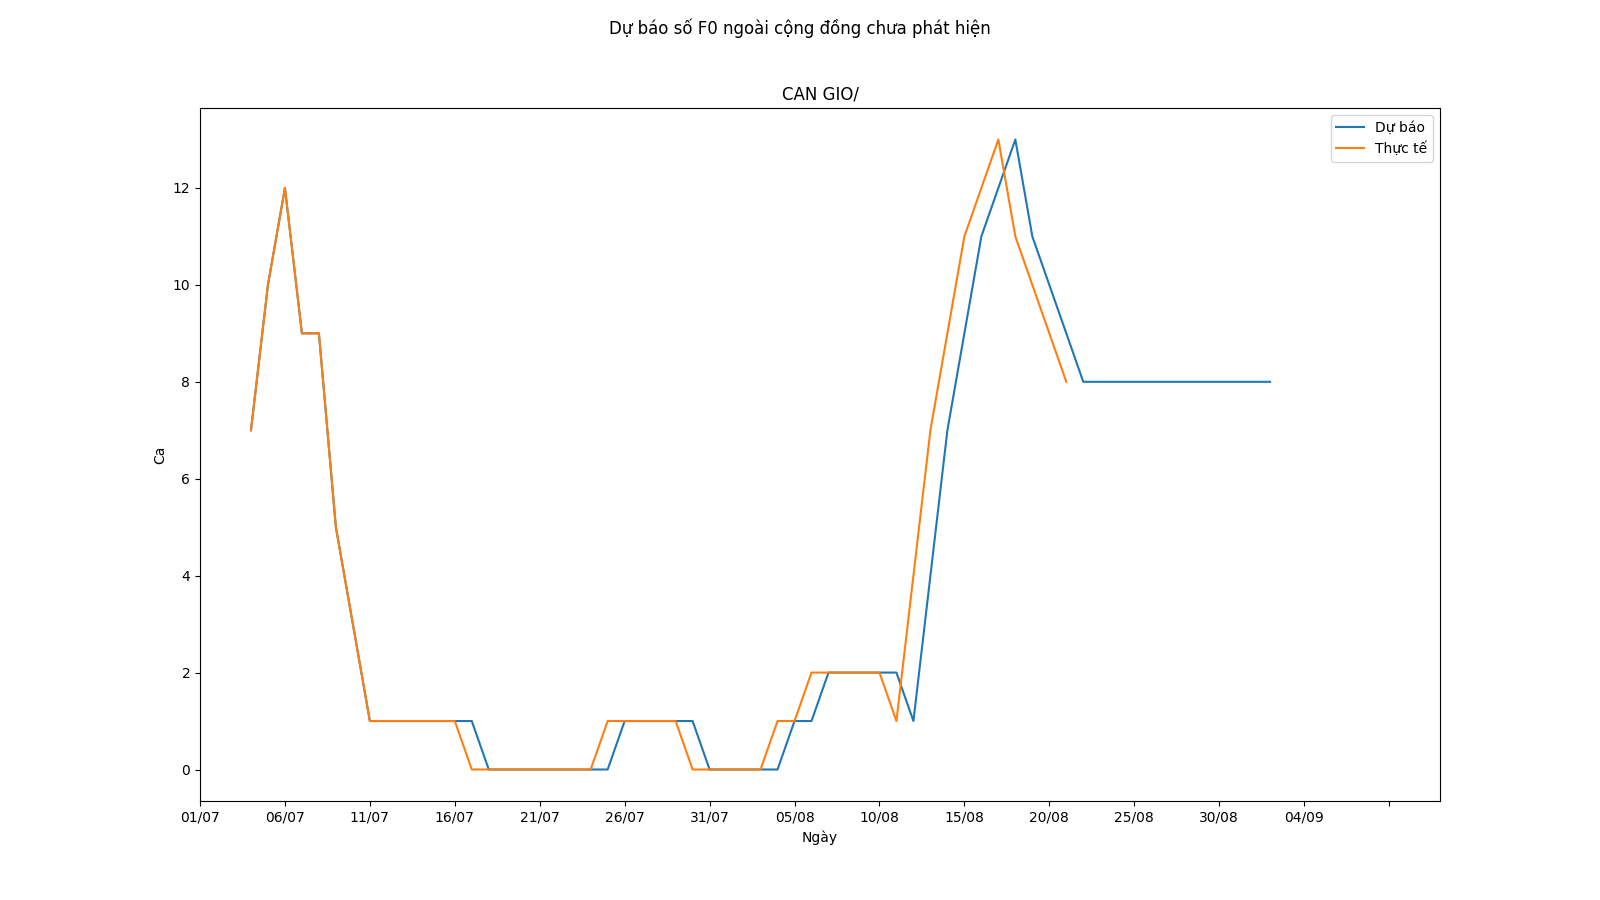 Dự báo số F0 ngoài cộng đồng chưa phát hiện
CAN GIO/
Dự báo
Thực tế
12
10
8
6
4
2
0
Ca
01/07 06/07 11/07 16/07 21/07 26/07 31/07 05/08 10/08 15/08 20/08 25/08 30/08 04/09
Ngày